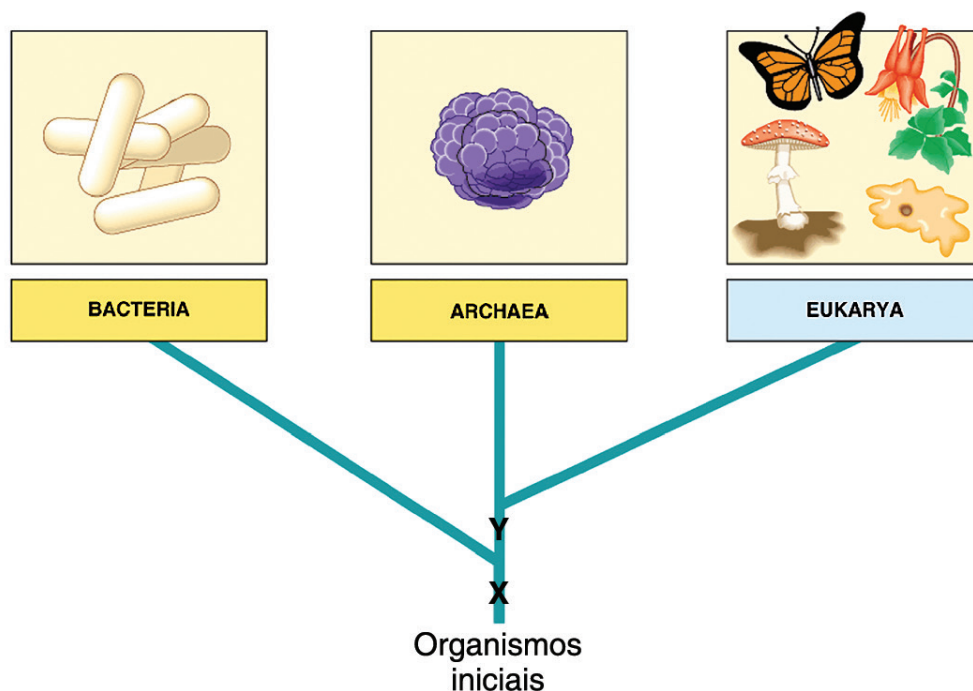 BACTERIA
ARCHAEA
EUKARYA
Y
X
Organismos
iniciais